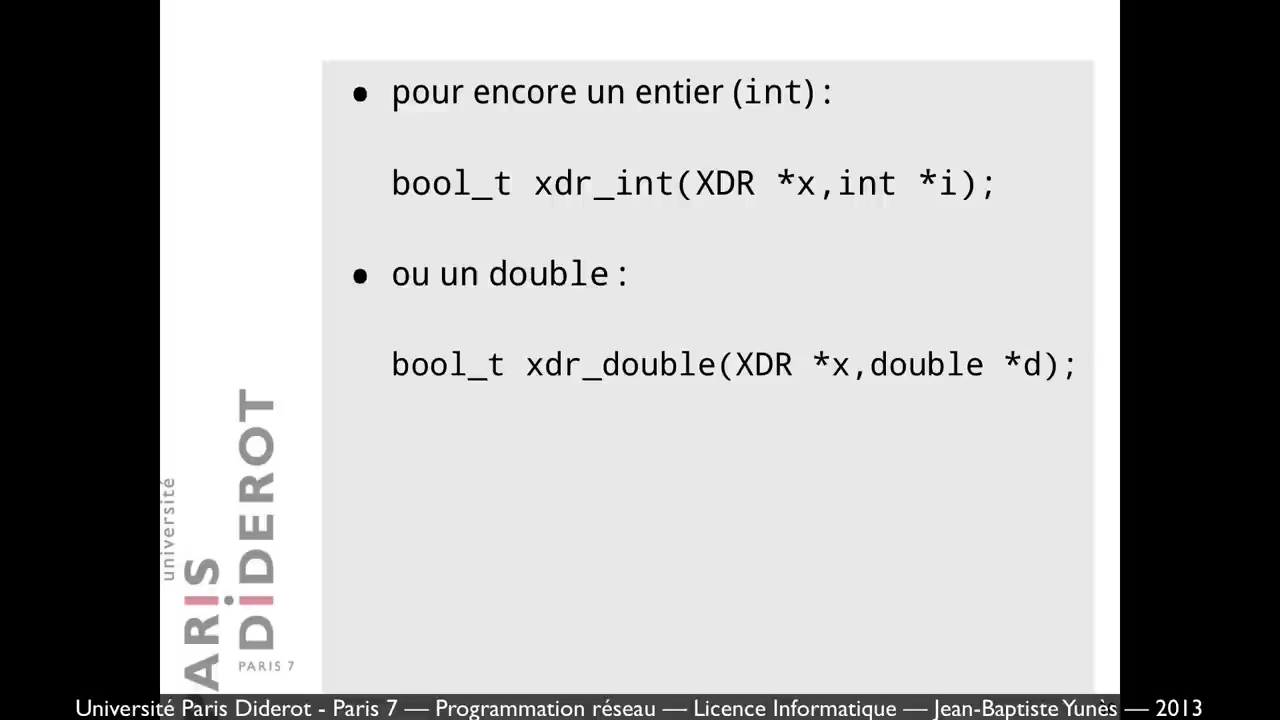 • pour encore un entier (int) :
bool_t xdr_int(XDR *x,int *i);
• ou un double :
bool_t xdr_double(XDR *x,double *d);
université
PARIS
DiDEROT
PARIS 7
Université Paris Diderot - Paris 7 — Programmation réseau — Licence Informatique — Jean-Baptiste Yunès — 2013